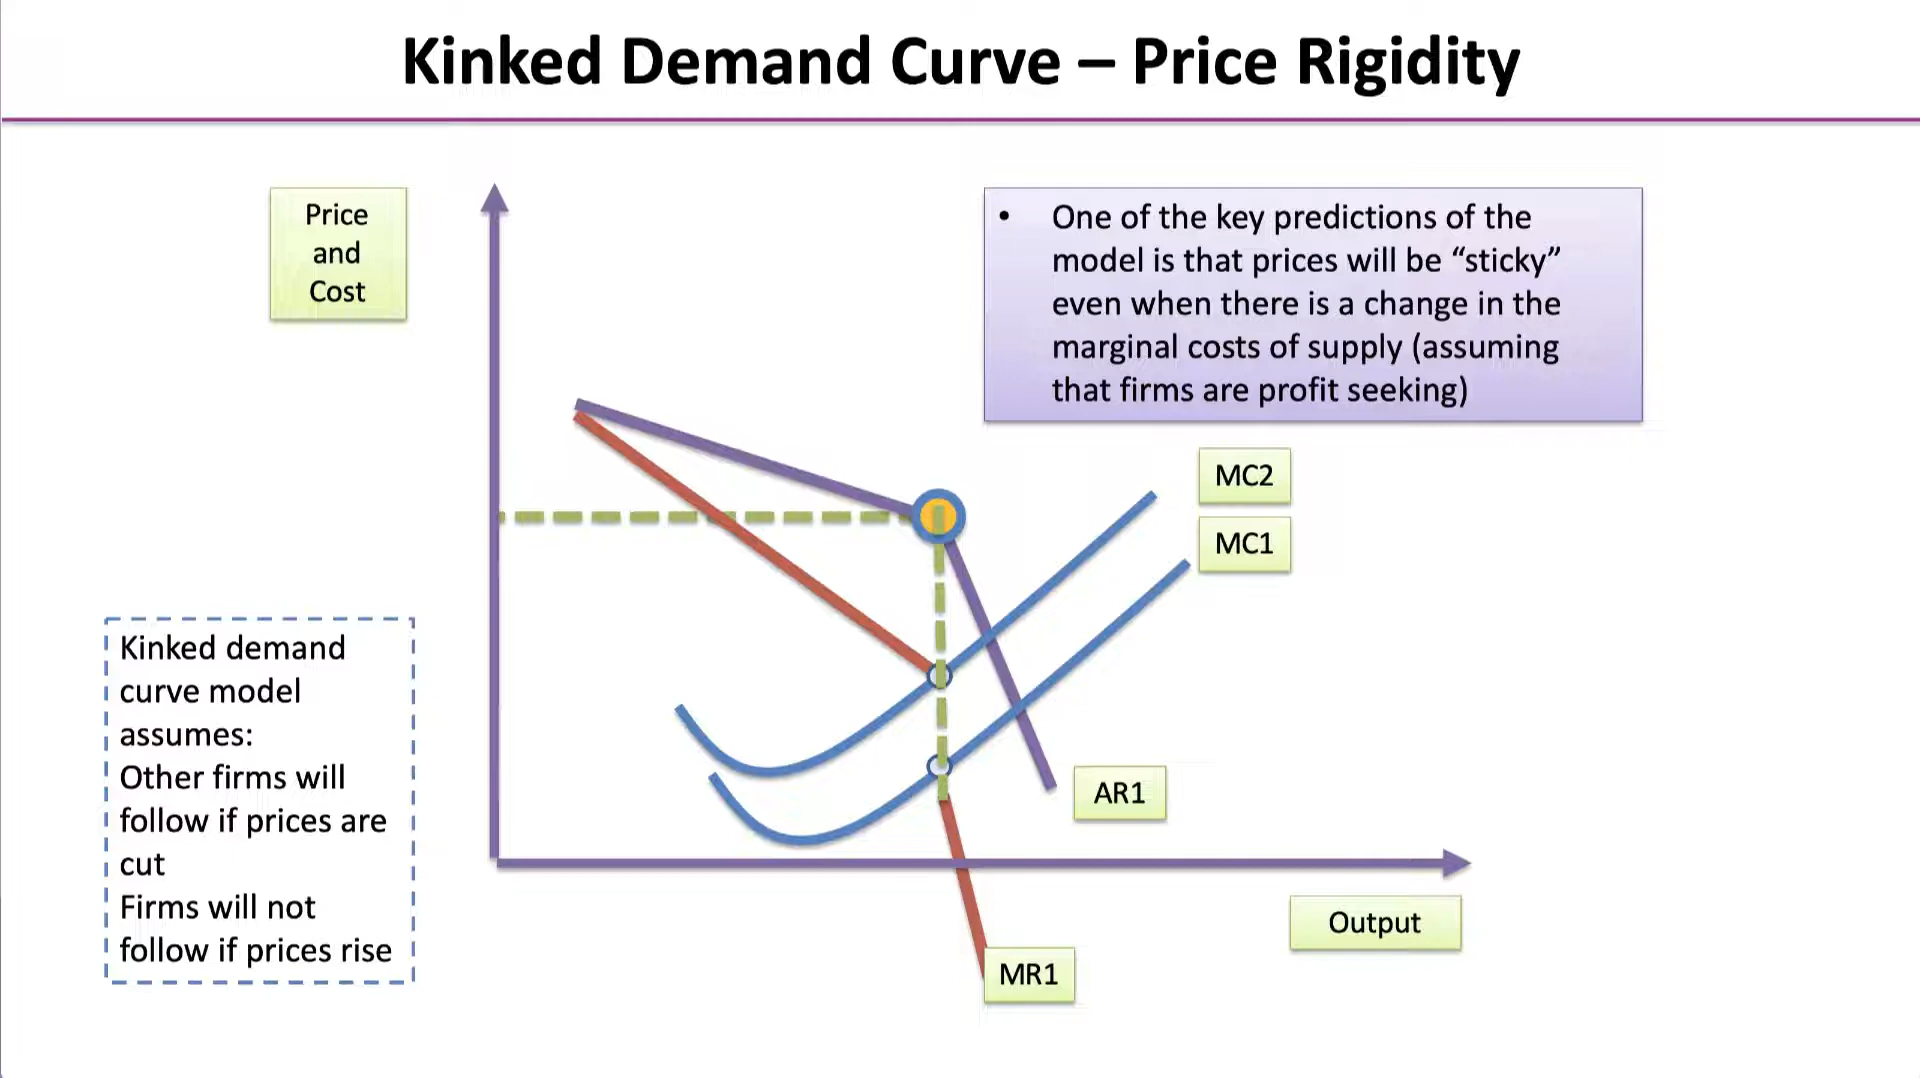 Kinked Demand Curve – Price Rigidity
Price
and
Cost
• One of the key predictions of the
model is that prices will be “sticky”
even when there is a change in the
marginal costs of supply (assuming
that firms are profit seeking)
MC2
MC1
Kinked demand
curve model
assumes:
Other firms will
follow if prices are
cut
Firms will not
follow if prices rise
AR1
Output
MR1